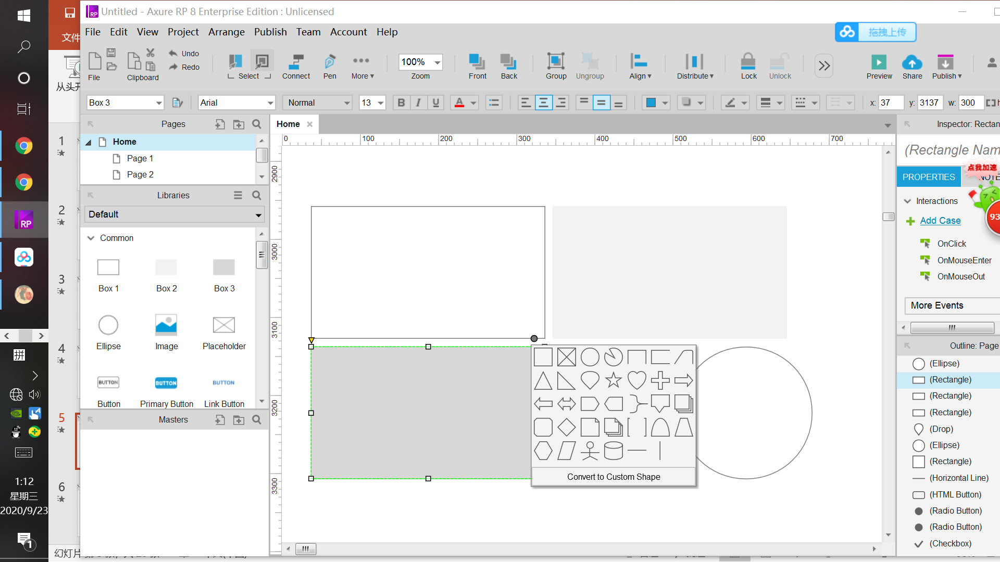 Untitled - Axure RP 8 Enterprise Edition : Unlicensed
File Edit View Project Arrange Publish Team Account Help
拖拽上传
文件
从头开
File
Clipboard
Undo
Redo
Select
Connect
Pen
More
100%
Zoom
Front
Back
Group
Ungroup
Align
Distribute
Lock
Unlock
Preview
Share
Publish
Box 3
Arial
Normal
13
B I U
A
x: 37
y: 3137
w: 300
Pages
Home
Page 1
Page 2
Libraries
Default
Common
Box 1
Box 2
Box 3
Ellipse
Image
Placeholder
BUTTON
BUTTON
BUTTON
Button
Primary Button
Link Button
Masters
Home
0 100 200 300 400 500 600 700
2900
3000
3100
3200
3300
Convert to Custom Shape
Inspector: Rectan
(Rectangle Nam
点我加速
PROPERTIES
NOTE
93
Interactions
Add Case
OnClick
OnMouseEnter
OnMouseOut
More Events
Outline: Page
(Ellipse)
(Rectangle)
(Rectangle)
(Rectangle)
(Drop)
(Ellipse)
(Rectangle)
(Horizontal Line)
(HTML Button)
(Radio Button)
(Radio Button)
(Checkbox)
1
2
3
4
5
6
RP
RP
拼
1:12
星期三
2020/9/23
1
幻灯片